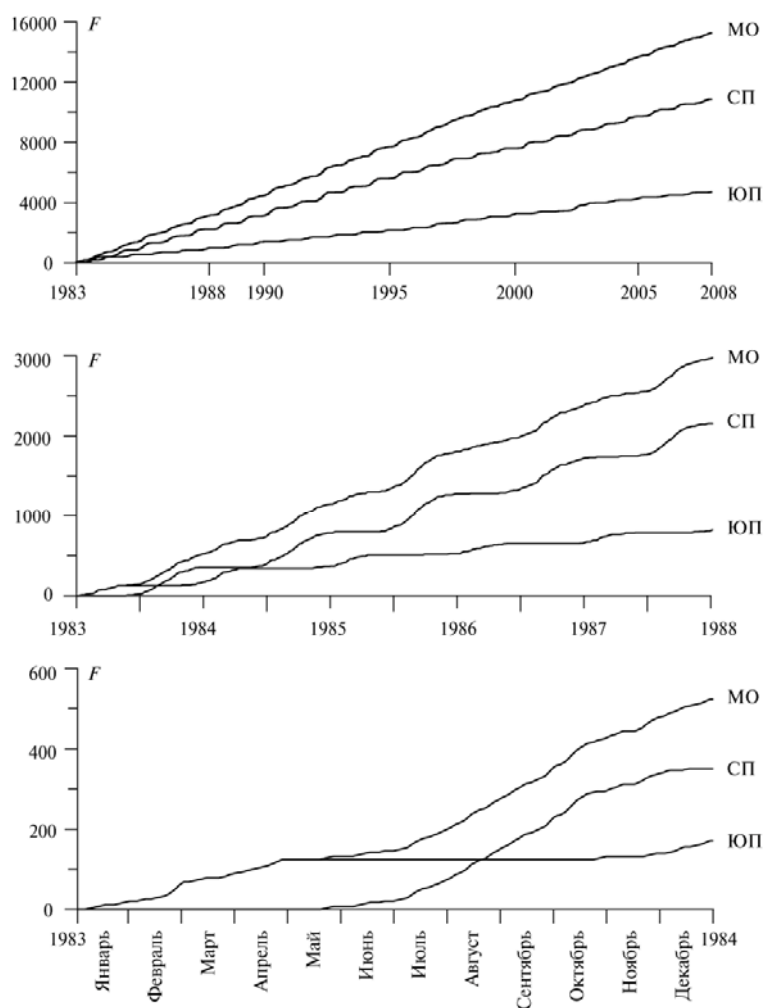 16000 F МО
12000 СП
8000
4000 ЮП
0
1983 1988 1990 1995 2000 2005 2008
3000 F МО
2000 СП
1000 ЮП
0
1983 1984 1985 1986 1987 1988
600 F МО
400 СП
200 ЮП
0
1983 Январь Февраль Март Апрель Май Июнь Июль Август Сентябрь Октябрь Ноябрь Декабрь 1984